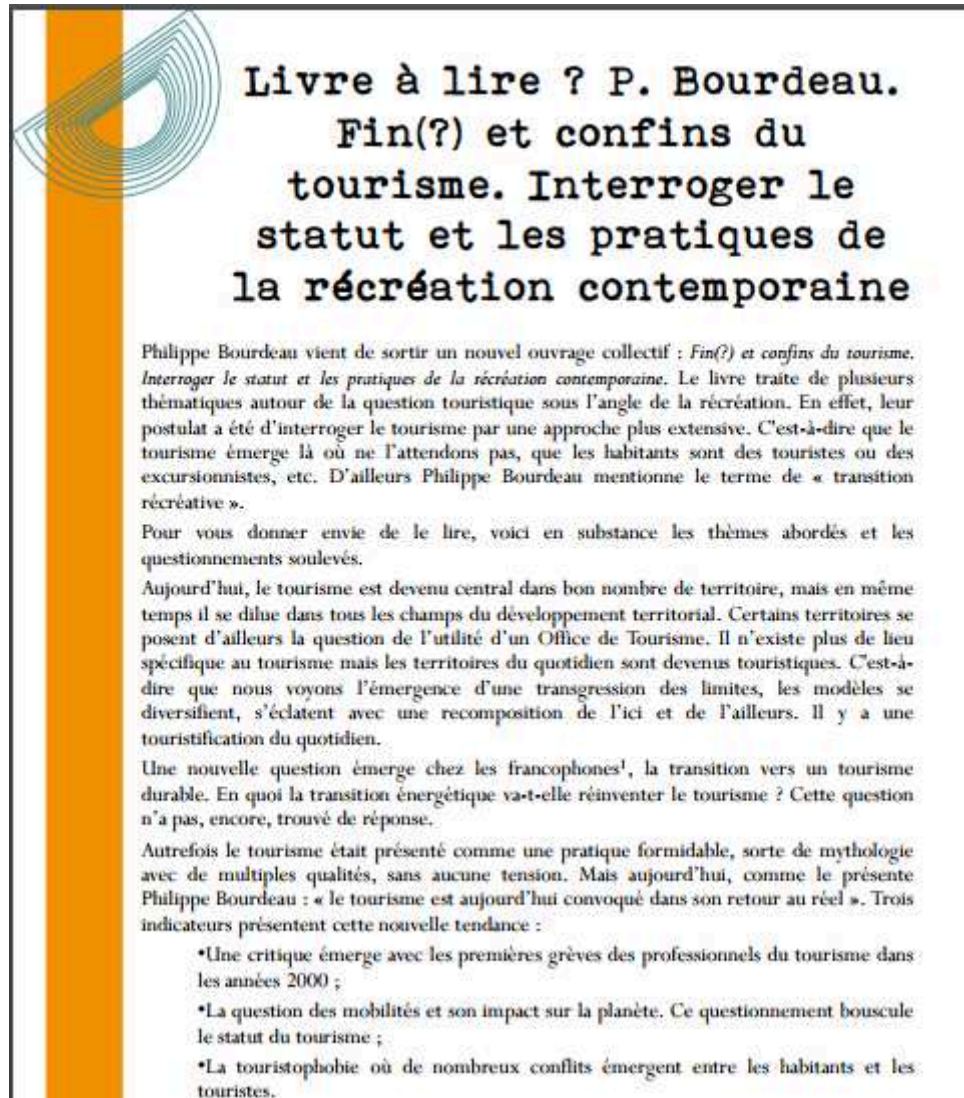 Livre à lire ? P. Bourdeau.
Fin(?) et confins du
tourisme. Interroger le
statut et les pratiques de
la récréation contemporaine
Philippe Bourdeau vient de sortir un nouvel ouvrage collectif : Fin(?) et confins du tourisme.
Interroger le statut et les pratiques de la récréation contemporaine. Le livre traite de plusieurs
thématiques autour de la question touristique sous l'angle de la récréation. En effet, leur
postulat a été d'interroger le tourisme par une approche plus extensive. C'est-à-dire que le
tourisme émerge là où ne l'attendons pas, que les habitants sont des touristes ou des
excursionnistes, etc. D'ailleurs Philippe Bourdeau mentionne le terme de « transition
récréative ».
Pour vous donner envie de le lire, voici en substance les thèmes abordés et les
questionnements soulevés.
Aujourd'hui, le tourisme est devenu central dans bon nombre de territoire, mais en même
temps il se dilue dans tous les champs du développement territorial. Certains territoires se
posent d'ailleurs la question de l'utilité d'un Office de Tourisme. Il n'existe plus de lieu
spécifique au tourisme mais les territoires du quotidien sont devenus touristiques. C'est-à-
dire que nous voyons l'émergence d'une transgression des limites, les modèles se
diversifient, s'éclatent avec une recomposition de l'ici et de l'ailleurs. Il y a une
touristification du quotidien.
Une nouvelle question émerge chez les francophones¹, la transition vers un tourisme
durable. En quoi la transition énergétique va-t-elle réinventer le tourisme ? Cette question
n'a pas, encore, trouvé de réponse.
Autrefois le tourisme était présenté comme une pratique formidable, sorte de mythologie
avec de multiples qualités, sans aucune tension. Mais aujourd'hui, comme le présente
Philippe Bourdeau : « le tourisme est aujourd'hui convoqué dans son retour au réel ». Trois
indicateurs présentent cette nouvelle tendance :
•Une critique émerge avec les premières grèves des professionnels du tourisme dans
les années 2000 ;
•La question des mobilités et son impact sur la planète. Ce questionnement bouscule
le statut du tourisme ;
•La touristophobie où de nombreux conflits émergent entre les habitants et les
touristes.